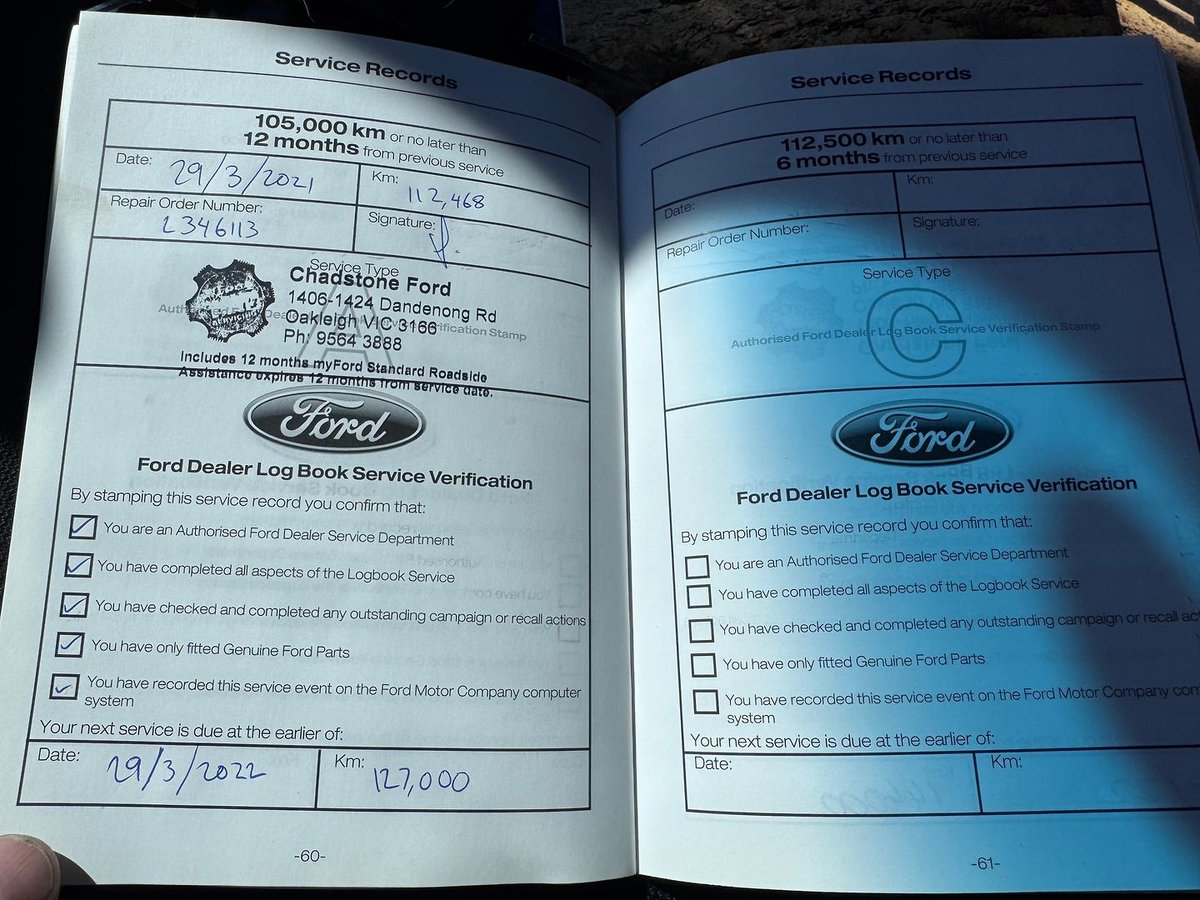 Service Records
105,000 km or no later than
12 months from previous service
Date: 29/3/2021
Km: 112,468
Repair Order Number: L346113
Signature:
Service Type
A
Chadstone Ford
1406-1424 Dandenong Rd
Oakleigh VIC 3166
Ph: 9564 3888
Includes 12 months myFord Standard Roadside
Assistance expires 12 months from service date.
Ford
Ford Dealer Log Book Service Verification
By stamping this service record you confirm that:
You are an Authorised Ford Dealer Service Department
You have completed all aspects of the Logbook Service
You have checked and completed any outstanding campaign or recall actions
You have only fitted Genuine Ford Parts
You have recorded this service event on the Ford Motor Company computer
system
Your next service is due at the earlier of:
Date: 29/3/2022
Km: 127,000
-60-
Service Records
112,500 km or no later than
6 months from previous service
Date:
Km:
Repair Order Number:
Signature:
Service Type
C
Authorised Ford Dealer Log Book Service Verification Stamp
Ford
Ford Dealer Log Book Service Verification
By stamping this service record you confirm that:
You are an Authorised Ford Dealer Service Department
You have completed all aspects of the Logbook Service
You have checked and completed any outstanding campaign or recall ac
You have only fitted Genuine Ford Parts
You have recorded this service event on the Ford Motor Company com
system
Your next service is due at the earlier of:
Date:
Km:
-61-